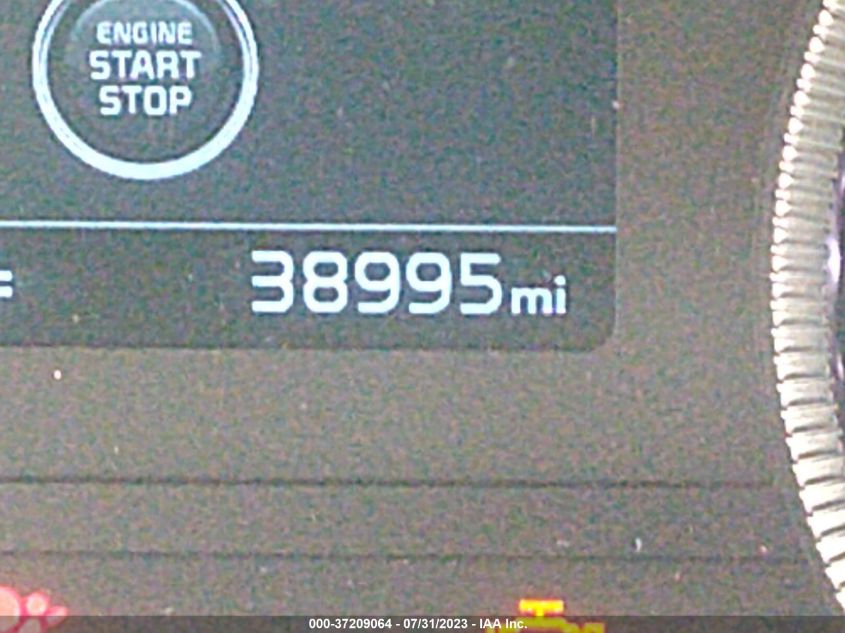 ENGINE
START
STOP
38995mi
000-37209064 - 07/31/2023 - IAA Inc.